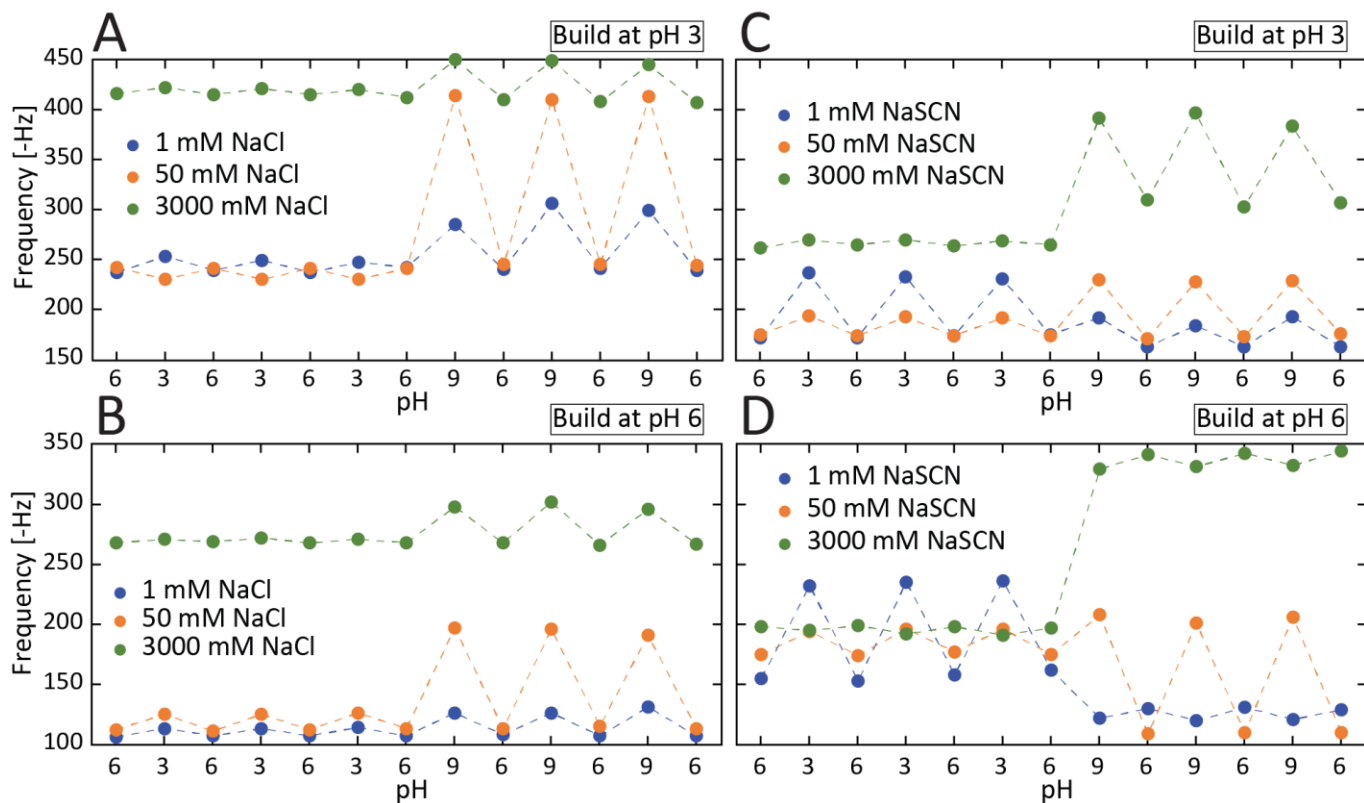 A
Build at pH 3
Frequency [-Hz]
450
400
350
300
250
200
150
1 mM NaCl
50 mM NaCl
3000 mM NaCl
6 3 6 3 6 3 6 9 6 9 6 9 6
pH
C
Build at pH 3
1 mM NaSCN
50 mM NaSCN
3000 mM NaSCN
6 3 6 3 6 3 6 9 6 9 6 9 6
pH
B
Build at pH 6
Frequency [-Hz]
350
300
250
200
150
100
1 mM NaCl
50 mM NaCl
3000 mM NaCl
6 3 6 3 6 3 6 9 6 9 6 9 6
pH
D
Build at pH 6
1 mM NaSCN
50 mM NaSCN
3000 mM NaSCN
6 3 6 3 6 3 6 9 6 9 6 9 6
pH